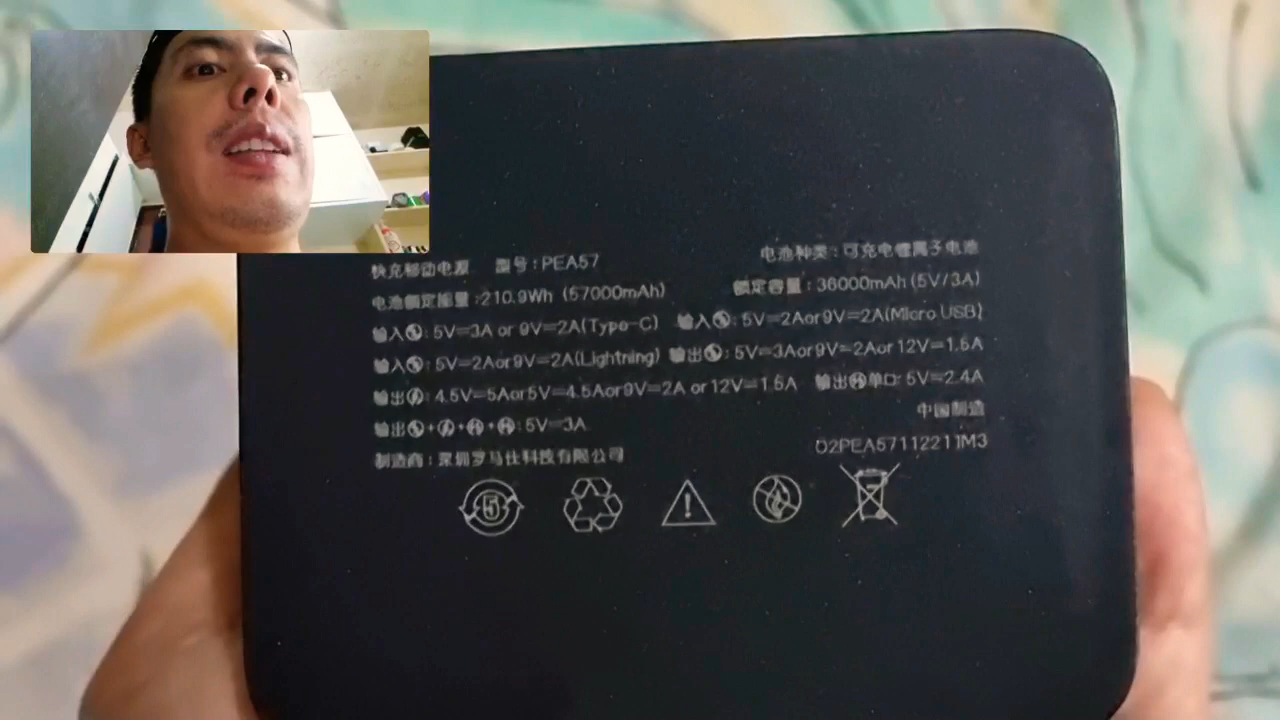 快充移动电源 型号:PEA57 电池种类:可充电锂离子电池
电池额定能量:210.9Wh (57000mAh) 额定容量:36000mAh (5V/3A)
输入: 5V=3A or 9V=2A(Type-C) 输入: 5V=2Aor9V=2A(Micro USB)
输入: 5V=2Aor9V=2A(Lightning) 输出: 5V=3Aor9V=2Aor 12V=1.5A
输出: 4.5V=5Aor5V=4.5Aor9V=2A or 12V=1.5A 输出单口: 5V=2.4A
输出+++:5V=3A 中国制造
制造商:深圳罗马仕科技有限公司 02PEA57112211M3
5